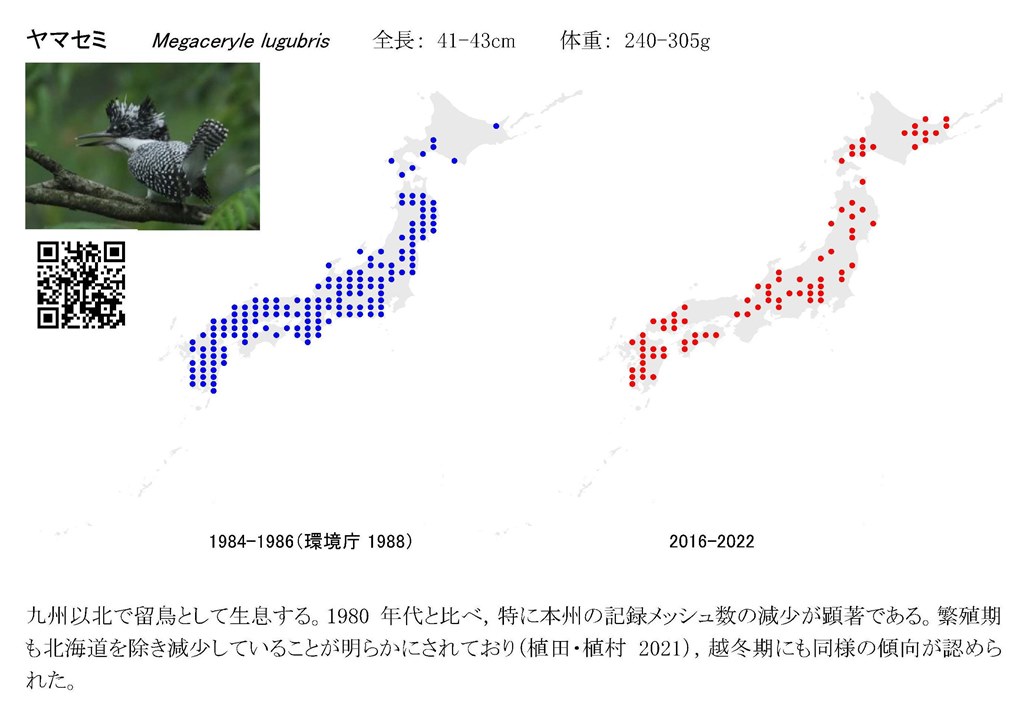 ヤマセミ Megaceryle lugubris 全長: 41-43cm 体重: 240-305g
1984-1986(環境庁 1988)
2016-2022
九州以北で留鳥として生息する。1980 年代と比べ,特に本州の記録メッシュ数の減少が顕著である。繁殖期
も北海道を除き減少していることが明らかにされており(植田・植村 2021),越冬期にも同様の傾向が認めら
れた。